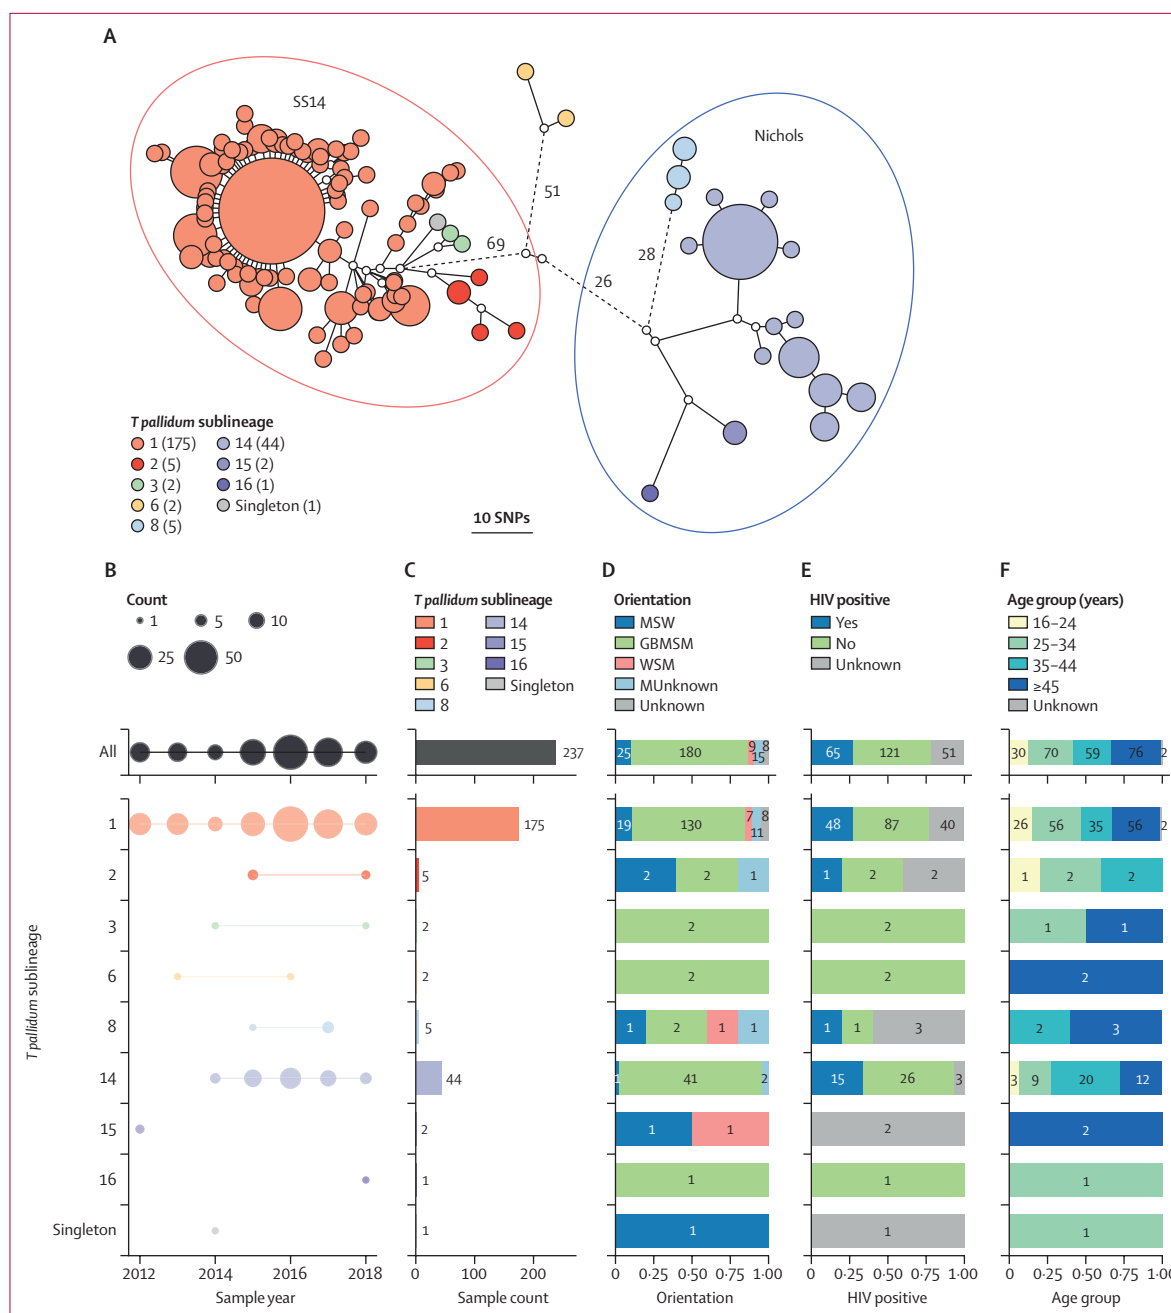 A
SS14
Nichols
51
69
28
26
T pallidum sublineage
1 (175)
2 (5)
3 (2)
6 (2)
8 (5)
14 (44)
15 (2)
16 (1)
Singleton (1)
10 SNPs
B
Count
1
5
10
25
50
C
T pallidum sublineage
1
2
3
6
8
14
15
16
Singleton
D
Orientation
MSW
GBMSM
WSM
MUnknown
Unknown
E
HIV positive
Yes
No
Unknown
F
Age group (years)
16–24
25–34
35–44
≥45
Unknown
All
237
25 180 9 15 8
65 121 51
30 70 59 76 2
T pallidum sublineage
1
175
19 130 7 11 8
48 87 40
26 56 35 56 2
2
5
2 2 1
1 2 2
1 2 2
3
2
2
2
1 1
6
2
2
2
2
8
5
1 2 1 1
1 1 3
2 3
14
44
1 41 2
15 26 3
3 9 20 12
15
2
1 1
2
2
16
1
1
1
1
Singleton
1
1
1
1
2012 2014 2016 2018
Sample year
0 100 200
Sample count
0 0·25 0·50 0·75 1·00
Orientation
0 0·25 0·50 0·75 1·00
HIV positive
0 0·25 0·50 0·75 1·00
Age group